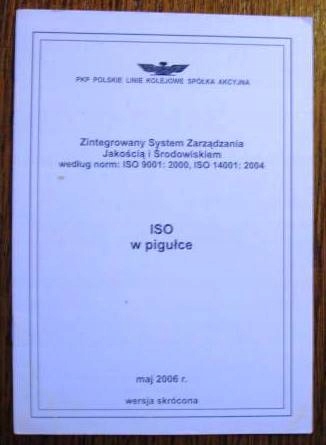 PKP POLSKIE LINIE KOLEJOWE SPÓŁKA AKCYJNA
Zintegrowany System Zarządzania
Jakością i Środowiskiem
według norm: ISO 9001: 2000, ISO 14001: 2004
ISO
w pigułce
maj 2006 r.
wersja skrócona